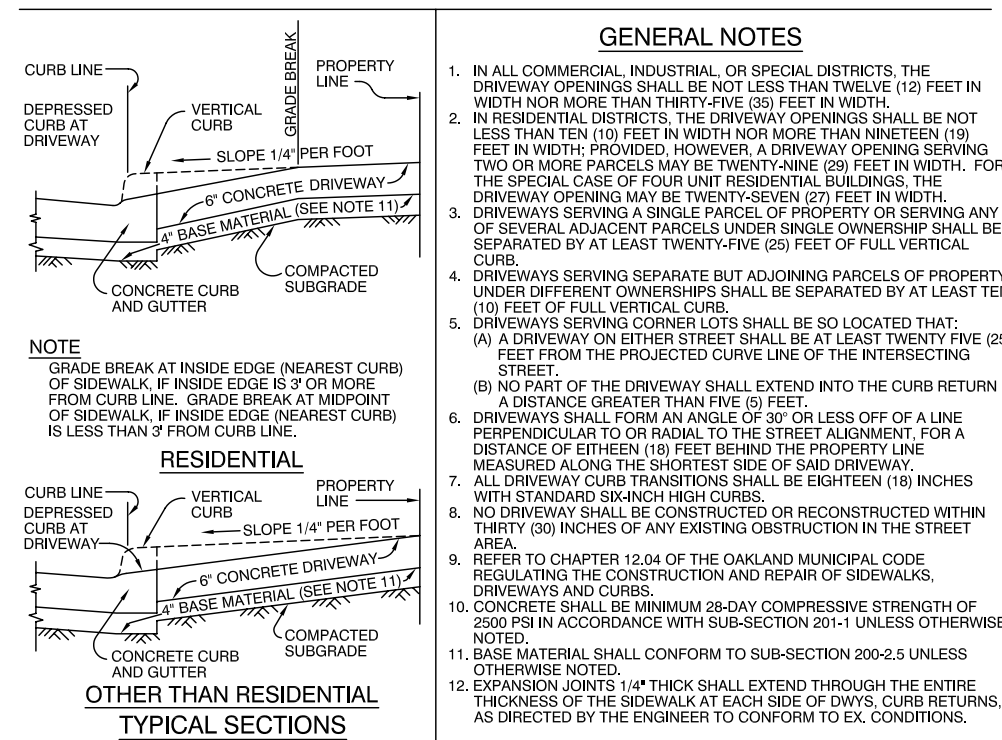 CURB LINE
GRADE BREAK
PROPERTY
LINE
DEPRESSED
CURB AT
DRIVEWAY
VERTICAL
CURB
SLOPE 1/4" PER FOOT
6" CONCRETE DRIVEWAY
4" BASE MATERIAL (SEE NOTE 11)
COMPACTED
SUBGRADE
CONCRETE CURB
AND GUTTER
NOTE
GRADE BREAK AT INSIDE EDGE (NEAREST CURB)
OF SIDEWALK, IF INSIDE EDGE IS 3' OR MORE
FROM CURB LINE. GRADE BREAK AT MIDPOINT
OF SIDEWALK, IF INSIDE EDGE (NEAREST CURB)
IS LESS THAN 3' FROM CURB LINE.
RESIDENTIAL
CURB LINE
DEPRESSED
CURB AT
DRIVEWAY
VERTICAL
CURB
PROPERTY
LINE
SLOPE 1/4" PER FOOT
6" CONCRETE DRIVEWAY
4" BASE MATERIAL (SEE NOTE 11)
COMPACTED
SUBGRADE
CONCRETE CURB
AND GUTTER
OTHER THAN RESIDENTIAL
TYPICAL SECTIONS
GENERAL NOTES
1. IN ALL COMMERCIAL, INDUSTRIAL, OR SPECIAL DISTRICTS, THE
DRIVEWAY OPENINGS SHALL BE NOT LESS THAN TWELVE (12) FEET IN
WIDTH NOR MORE THAN THIRTY-FIVE (35) FEET IN WIDTH.
2. IN RESIDENTIAL DISTRICTS, THE DRIVEWAY OPENINGS SHALL BE NOT
LESS THAN TEN (10) FEET IN WIDTH NOR MORE THAN NINETEEN (19)
FEET IN WIDTH; PROVIDED, HOWEVER, A DRIVEWAY OPENING SERVING
TWO OR MORE PARCELS MAY BE TWENTY-NINE (29) FEET IN WIDTH. FOR
THE SPECIAL CASE OF FOUR UNIT RESIDENTIAL BUILDINGS, THE
DRIVEWAY OPENING MAY BE TWENTY-SEVEN (27) FEET IN WIDTH.
3. DRIVEWAYS SERVING A SINGLE PARCEL OF PROPERTY OR SERVING ANY
OF SEVERAL ADJACENT PARCELS UNDER SINGLE OWNERSHIP SHALL BE
SEPARATED BY AT LEAST TWENTY-FIVE (25) FEET OF FULL VERTICAL
CURB.
4. DRIVEWAYS SERVING SEPARATE BUT ADJOINING PARCELS OF PROPERTY
UNDER DIFFERENT OWNERSHIPS SHALL BE SEPARATED BY AT LEAST TEN
(10) FEET OF FULL VERTICAL CURB.
5. DRIVEWAYS SERVING CORNER LOTS SHALL BE SO LOCATED THAT:
(A) A DRIVEWAY ON EITHER STREET SHALL BE AT LEAST TWENTY FIVE (25
FEET FROM THE PROJECTED CURVE LINE OF THE INTERSECTING
STREET.
(B) NO PART OF THE DRIVEWAY SHALL EXTEND INTO THE CURB RETURN
A DISTANCE GREATER THAN FIVE (5) FEET.
6. DRIVEWAYS SHALL FORM AN ANGLE OF 30° OR LESS OFF OF A LINE
PERPENDICULAR TO OR RADIAL TO THE STREET ALIGNMENT, FOR A
DISTANCE OF EITHEEN (18) FEET BEHIND THE PROPERTY LINE
MEASURED ALONG THE SHORTEST SIDE OF SAID DRIVEWAY.
7. ALL DRIVEWAY CURB TRANSITIONS SHALL BE EIGHTEEN (18) INCHES
WITH STANDARD SIX-INCH HIGH CURBS.
8. NO DRIVEWAY SHALL BE CONSTRUCTED OR RECONSTRUCTED WITHIN
THIRTY (30) INCHES OF ANY EXISTING OBSTRUCTION IN THE STREET
AREA.
9. REFER TO CHAPTER 12.04 OF THE OAKLAND MUNICIPAL CODE
REGULATING THE CONSTRUCTION AND REPAIR OF SIDEWALKS,
DRIVEWAYS AND CURBS.
10. CONCRETE SHALL BE MINIMUM 28-DAY COMPRESSIVE STRENGTH OF
2500 PSI IN ACCORDANCE WITH SUB-SECTION 201-1 UNLESS OTHERWISE
NOTED.
11. BASE MATERIAL SHALL CONFORM TO SUB-SECTION 200-2.5 UNLESS
OTHERWISE NOTED.
12. EXPANSION JOINTS 1/4" THICK SHALL EXTEND THROUGH THE ENTIRE
THICKNESS OF THE SIDEWALK AT EACH SIDE OF DWYS, CURB RETURNS,
AS DIRECTED BY THE ENGINEER TO CONFORM TO EX. CONDITIONS.